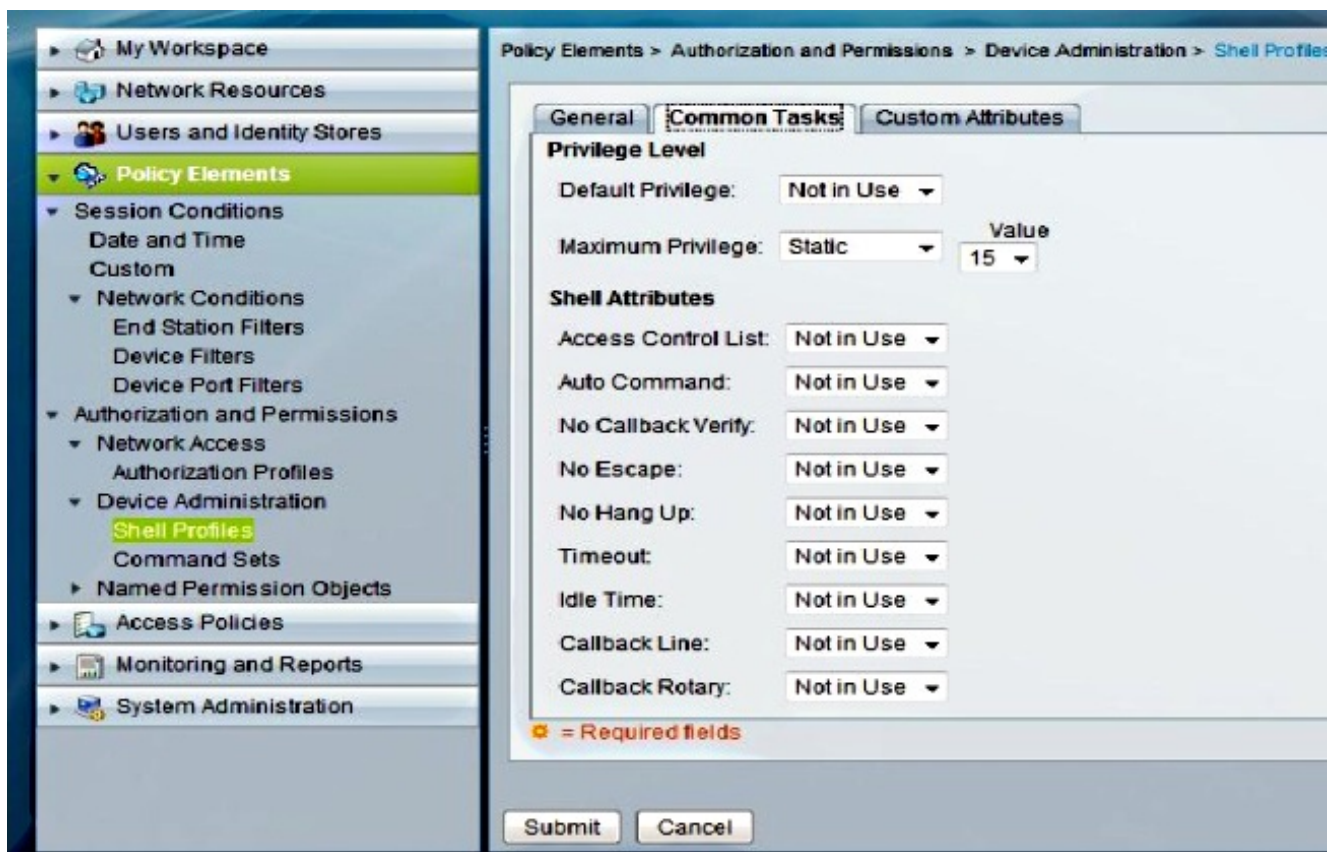 My Workspace
Network Resources
Users and Identity Stores
Policy Elements
Session Conditions
Date and Time
Custom
Network Conditions
End Station Filters
Device Filters
Device Port Filters
Authorization and Permissions
Network Access
Authorization Profiles
Device Administration
Shell Profiles
Command Sets
Named Permission Objects
Access Policies
Monitoring and Reports
System Administration
Policy Elements > Authorization and Permissions > Device Administration > Shell Profiles
General Common Tasks Custom Attributes
Privilege Level
Default Privilege: Not in Use
Value
Maximum Privilege: Static 15
Shell Attributes
Access Control List: Not in Use
Auto Command: Not in Use
No Callback Verify: Not in Use
No Escape: Not in Use
No Hang Up: Not in Use
Timeout: Not in Use
Idle Time: Not in Use
Callback Line: Not in Use
Callback Rotary: Not in Use
= Required fields
Submit Cancel